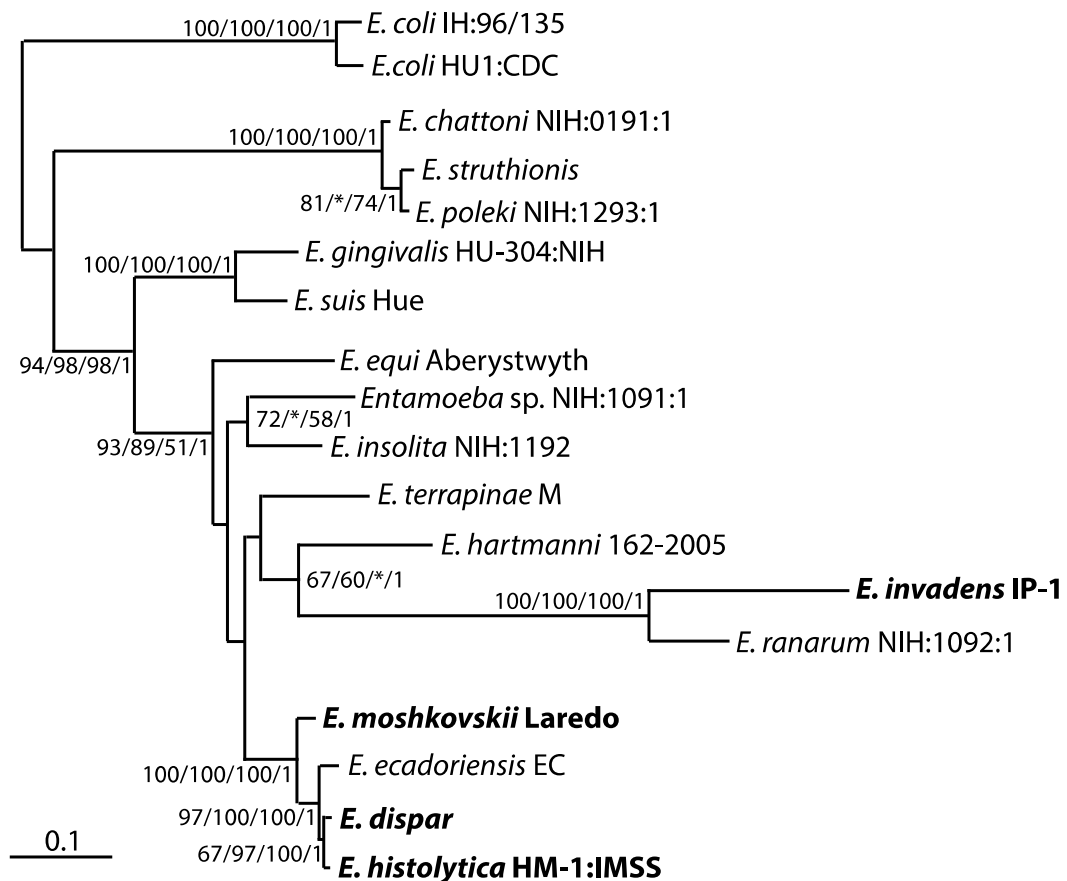 100/100/100/1
E. coli IH:96/135
E.coli HU1:CDC
E. chattoni NIH:0191:1
100/100/100/1
E. struthionis
81/*/74/1
E. poleki NIH:1293:1
E. gingivalis HU-304:NIH
100/100/100/1
E. suis Hue
94/98/98/1
E. equi Aberystwyth
Entamoeba sp. NIH:1091:1
72/*/58/1
93/89/51/1
E. insolita NIH:1192
E. terrapinae M
E. hartmanni 162-2005
67/60/*/1
100/100/100/1
E. invadens IP-1
E. ranarum NIH:1092:1
E. moshkovskii Laredo
100/100/100/1
E. ecadoriensis EC
97/100/100/1
E. dispar
0.1
67/97/100/1
E. histolytica HM-1:IMSS